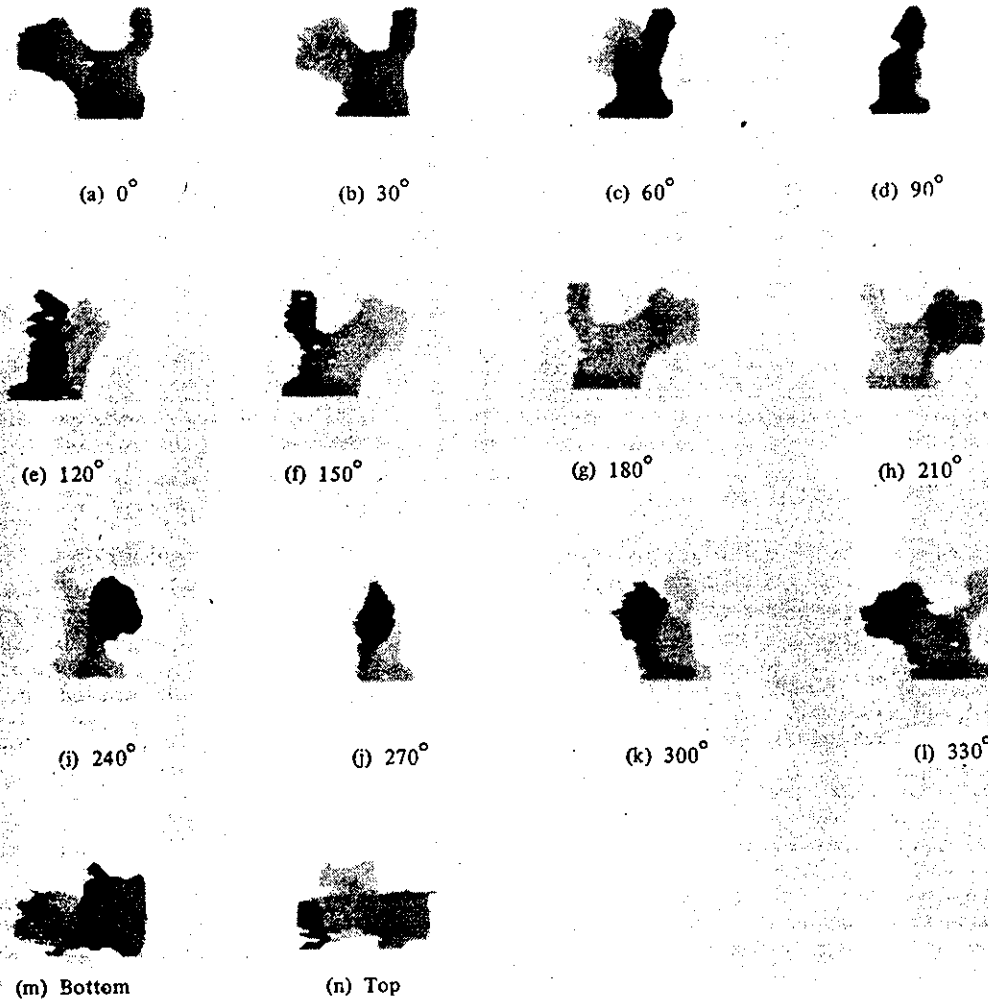 (a) 0°
(b) 30°
(c) 60°
(d) 90°
(e) 120°
(f) 150°
(g) 180°
(h) 210°
(i) 240°
(j) 270°
(k) 300°
(l) 330°
(m) Bottom
(n) Top